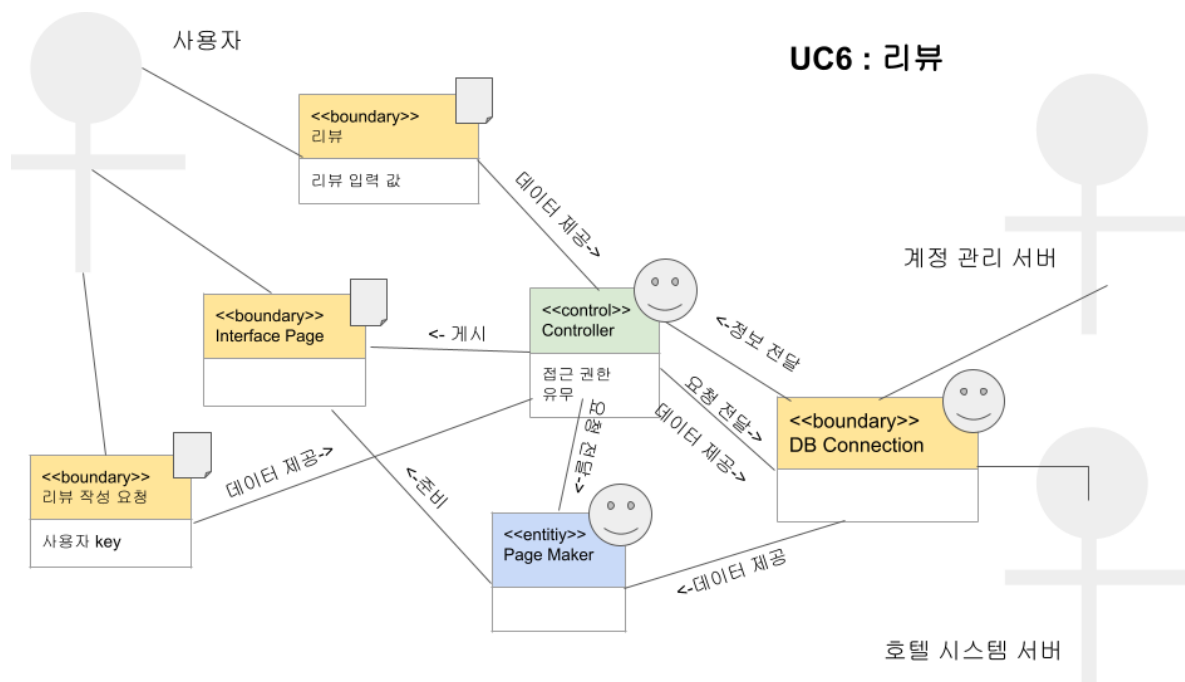 사용자
UC6 : 리뷰
<<boundary>>
리뷰
리뷰 입력 값
데이터 제공->
계정 관리 서버
<<boundary>>
Interface Page
<- 게시
<<control>>
Controller
접근 권한
유무
<-정보 전달
요청 전달->
데이터 제공->
<<boundary>>
DB Connection
<<boundary>>
리뷰 작성 요청
사용자 key
데이터 제공->
<-준비
요청 전달->
<<entitiy>>
Page Maker
<-데이터 제공
호텔 시스템 서버